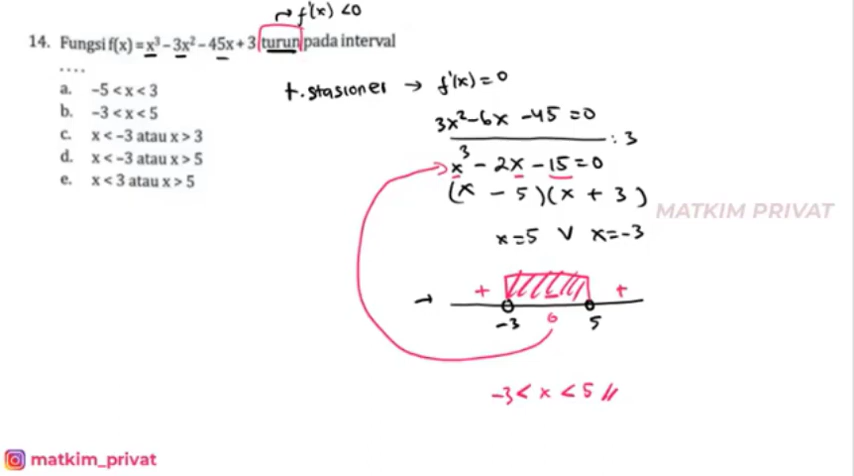 → f'(x) < 0
14. Fungsi f(x) = x³ − 3x² − 45x + 3 turun pada interval
....
a. −5 < x < 3
b. −3 < x < 5
c. x < −3 atau x > 3
d. x < −3 atau x > 5
e. x < 3 atau x > 5
t. stasioner → f'(x) = 0
3x² − 6x − 45 = 0
: 3
x³ − 2x − 15 = 0
(x − 5)(x + 3)
x = 5 ∨ x = −3
+ − +
−3 0 5
−3 < x < 5 //
MATKIM PRIVAT
matkim_privat